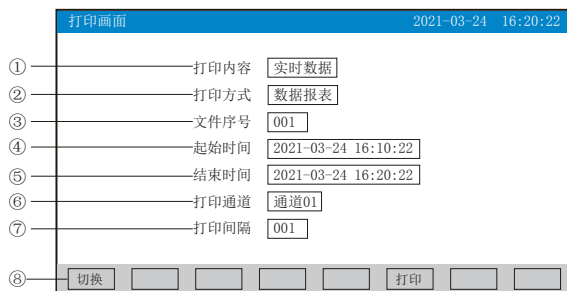 打印画面 2021-03-24 16:20:22
① 打印内容 实时数据
② 打印方式 数据报表
③ 文件序号 001
④ 起始时间 2021-03-24 16:10:22
⑤ 结束时间 2021-03-24 16:20:22
⑥ 打印通道 通道01
⑦ 打印间隔 001
⑧ 切换 打印